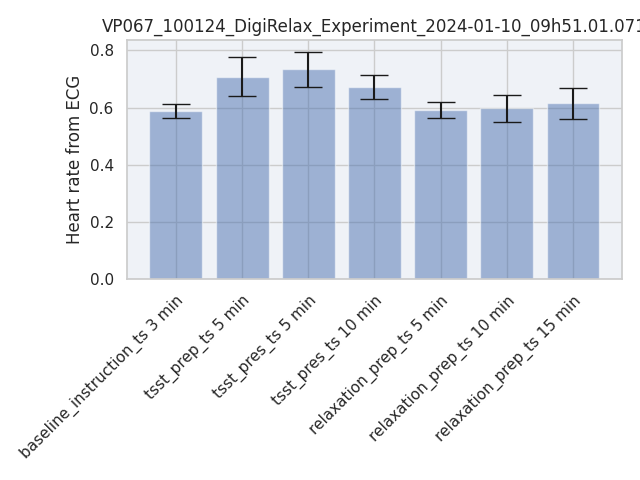 VP067_100124_DigiRelax_Experiment_2024-01-10_09h51.01.071
Heart rate from ECG
0.8
0.6
0.4
0.2
0.0
baseline_instruction_ts 3 min
tsst_prep_ts 5 min
tsst_pres_ts 5 min
tsst_pres_ts 10 min
relaxation_prep_ts 5 min
relaxation_prep_ts 10 min
relaxation_prep_ts 15 min